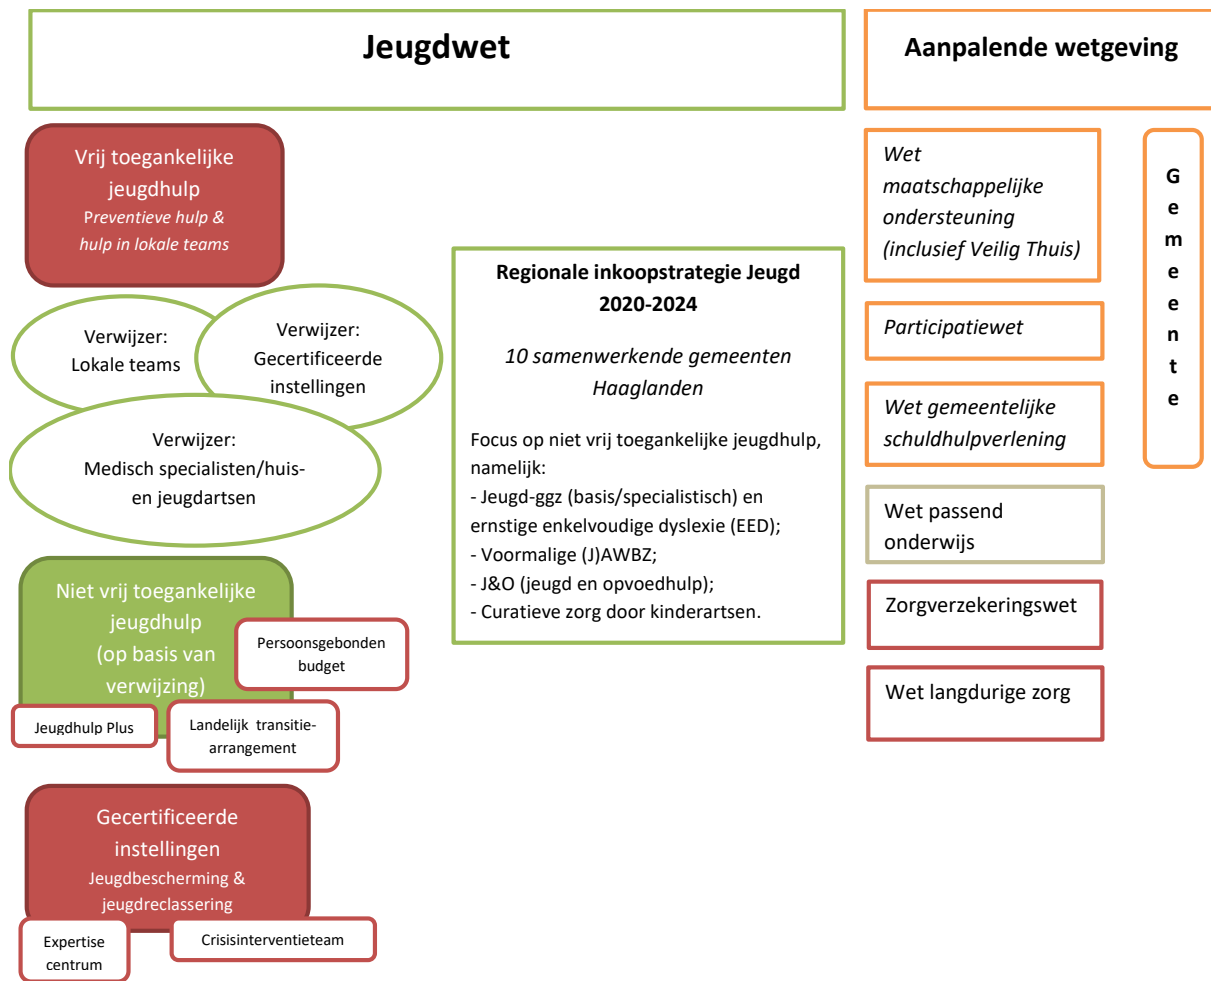 Jeugdwet
Aanpalende wetgeving
Vrij toegankelijke
jeugdhulp
Preventieve hulp &
hulp in lokale teams
Verwijzer:
Lokale teams
Verwijzer:
Gecertificeerde
instellingen
Verwijzer:
Medisch specialisten/huis-
en jeugdartsen
Niet vrij toegankelijke
jeugdhulp
(op basis van
verwijzing)
Persoonsgebonden
budget
Jeugdhulp Plus
Landelijk transitie-
arrangement
Gecertificeerde
instellingen
Jeugdbescherming &
jeugdreclassering
Expertise
centrum
Crisisinterventieteam
Regionale inkoopstrategie Jeugd
2020-2024
10 samenwerkende gemeenten
Haaglanden
Focus op niet vrij toegankelijke jeugdhulp,
namelijk:
- Jeugd-ggz (basis/specialistisch) en
ernstige enkelvoudige dyslexie (EED);
- Voormalige (J)AWBZ;
- J&O (jeugd en opvoedhulp);
- Curatieve zorg door kinderartsen.
Wet
maatschappelijke
ondersteuning
(inclusief Veilig Thuis)
Participatiewet
Wet gemeentelijke
schuldhulpverlening
Wet passend
onderwijs
Zorgverzekeringswet
Wet langdurige zorg
G
e
m
e
e
n
t
e